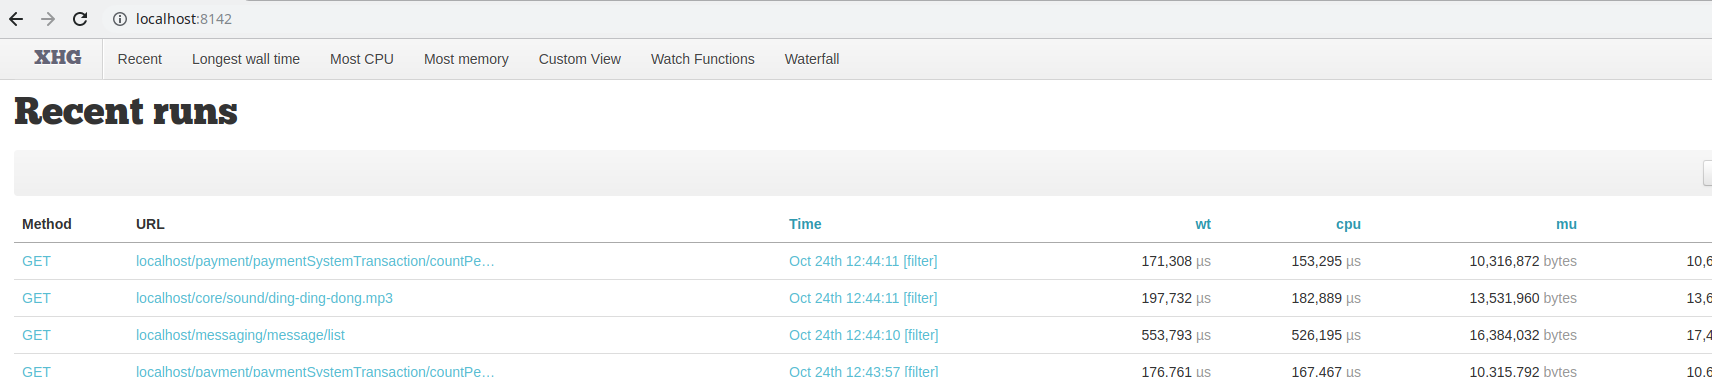 localhost:8142
XHG Recent Longest wall time Most CPU Most memory Custom View Watch Functions Waterfall
Recent runs
Method URL Time wt cpu mu
GET localhost/payment/paymentSystemTransaction/countPe… Oct 24th 12:44:11 [filter] 171,308 µs 153,295 µs 10,316,872 bytes 10,6
GET localhost/core/sound/ding-ding-dong.mp3 Oct 24th 12:44:11 [filter] 197,732 µs 182,889 µs 13,531,960 bytes 13,6
GET localhost/messaging/message/list Oct 24th 12:44:10 [filter] 553,793 µs 526,195 µs 16,384,032 bytes 17,4
GET localhost/payment/paymentSystemTransaction/countPe… Oct 24th 12:43:57 [filter] 176,761 µs 167,467 µs 10,315,792 bytes 10,6